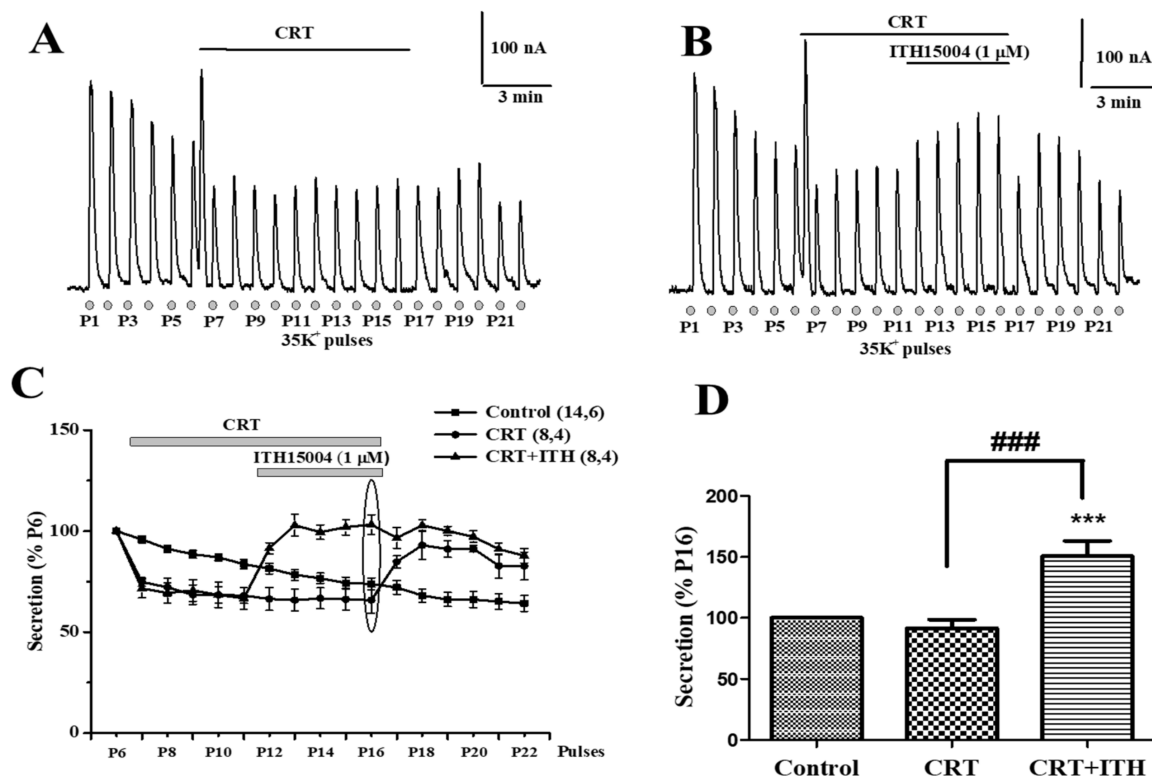 A
CRT
100 nA
3 min
P1 P3 P5 P7 P9 P11 P13 P15 P17 P19 P21
35K⁺ pulses
B
CRT
ITH15004 (1 μM)
100 nA
3 min
P1 P3 P5 P7 P9 P11 P13 P15 P17 P19 P21
35K⁺ pulses
C
Control (14,6)
CRT (8,4)
CRT+ITH (8,4)
CRT
ITH15004 (1 μM)
Secretion (% P6)
150
100
50
0
P6 P8 P10 P12 P14 P16 P18 P20 P22 Pulses
D
###
***
Secretion (% P16)
200
150
100
50
0
Control CRT CRT+ITH